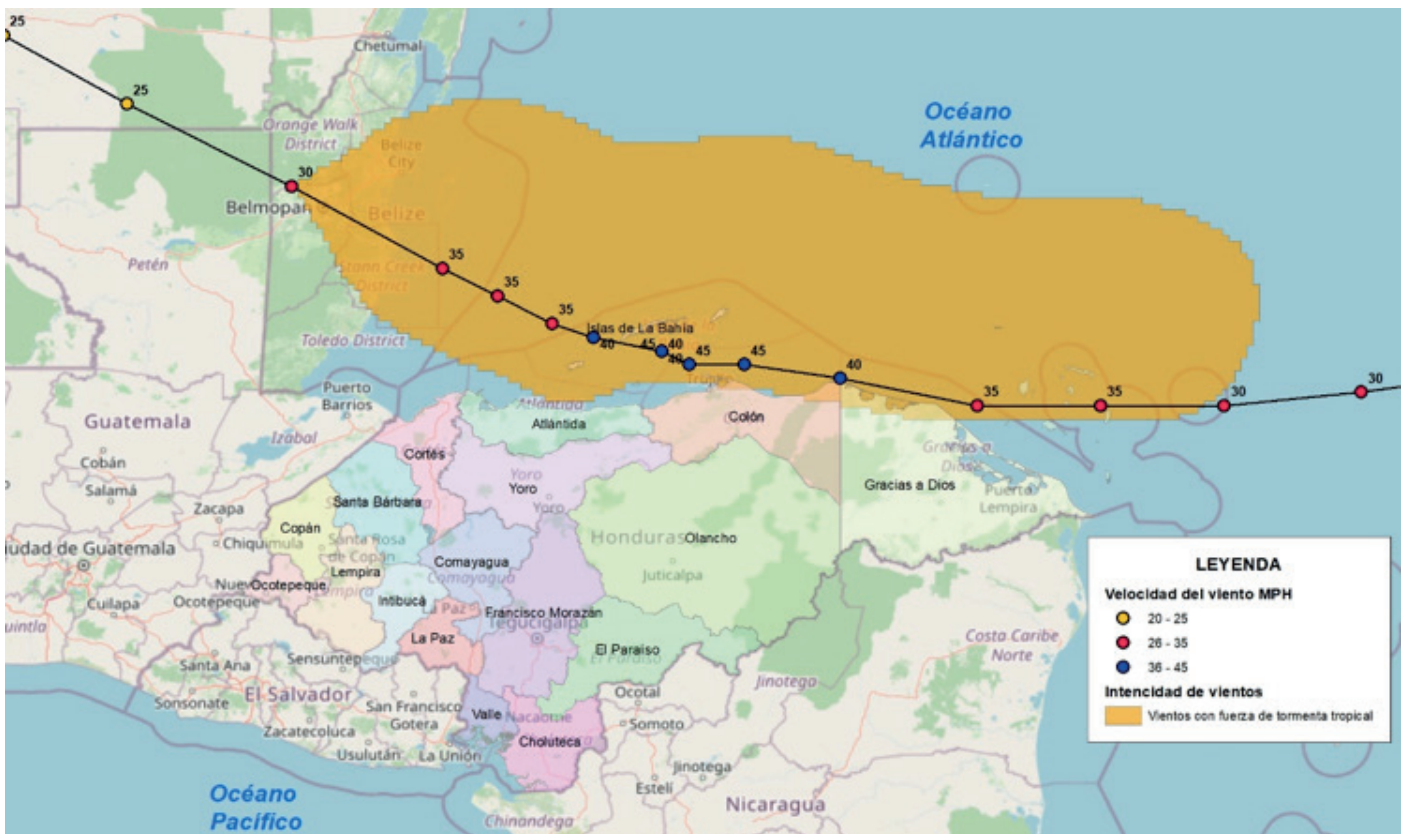 25
Chetumal
25
Océano
Atlántico
Orange Walk
District
Belize
City
30
Belmopan
Belize
Petén
35
Stann Creek
District
35
35
Islas de La Bahía
Toledo District
40
45
40
40
45
45
40
35
35
30
30
Trujillo
Puerto
Barrios
Atlántida
Atlántida
Colón
Guatemala
Izábal
Cobán
Salamá
Cortés
Yoro
Yoro
Yoro
Gracias a
Dios
Gracias a Dios
Puerto
Lempira
Santa Bárbara
Zacapa
Copán
Chiquimula
Santa Rosa
de Copán
Lempira
Honduras
Olancho
Juticalpa
Comayagua
Comayagua
Ciudad de Guatemala
Ocotepeque
Nuev
Ocotepeque
Lempira
Cuilapa
Intibucá
La Paz
Francisco Morazán
Tegucigalpa
La Paz
El Paraiso
El Paraíso
Santa Ana
Sensuntepeque
El Salvador
Sonsonate
San Francisco
Gotera
Zacatecoluca
Usulután
La Unión
Valle
Nacaome
Choluteca
Ocotal
Somoto
Jinotega
Jinotega
Estelí
Costa Caribe
Norte
Nicaragua
Chinandega
Océano
Pacífico
LEYENDA
Velocidad del viento MPH
20 - 25
26 - 35
36 - 45
Intencidad de vientos
Vientos con fuerza de tormenta tropical